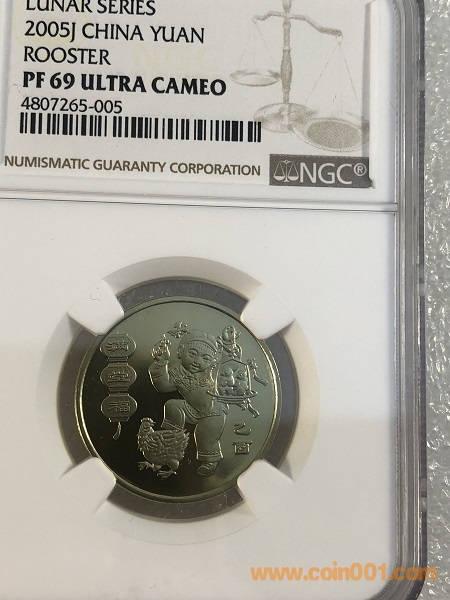 LUNAR SERIES
2005J CHINA YUAN
ROOSTER
PF 69 ULTRA CAMEO
4807265-005
NUMISMATIC GUARANTY CORPORATION
NGC®
乙
酉
www.coin001.com